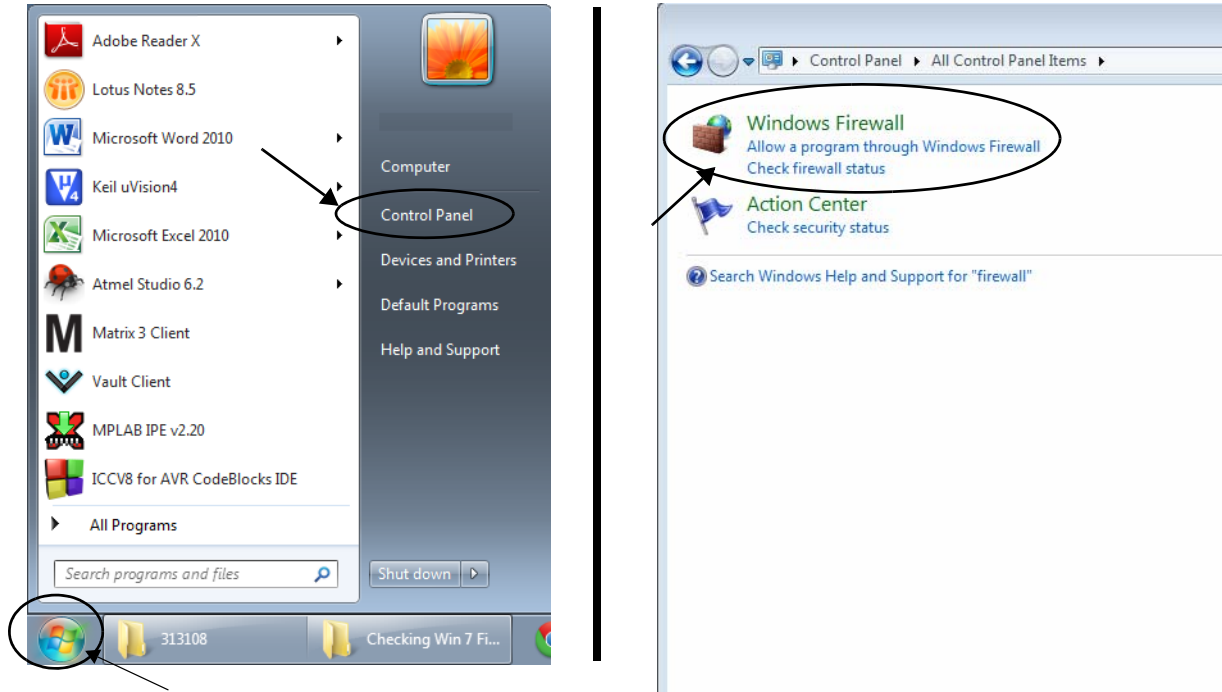 Adobe Reader X
Lotus Notes 8.5
Microsoft Word 2010
Keil uVision4
Microsoft Excel 2010
Atmel Studio 6.2
Matrix 3 Client
Vault Client
MPLAB IPE v2.20
ICCV8 for AVR CodeBlocks IDE
All Programs
Search programs and files
Computer
Control Panel
Devices and Printers
Default Programs
Help and Support
Shut down
313108
Checking Win 7 Fi...
Control Panel All Control Panel Items
Windows Firewall
Allow a program through Windows Firewall
Check firewall status
Action Center
Check security status
Search Windows Help and Support for "firewall"